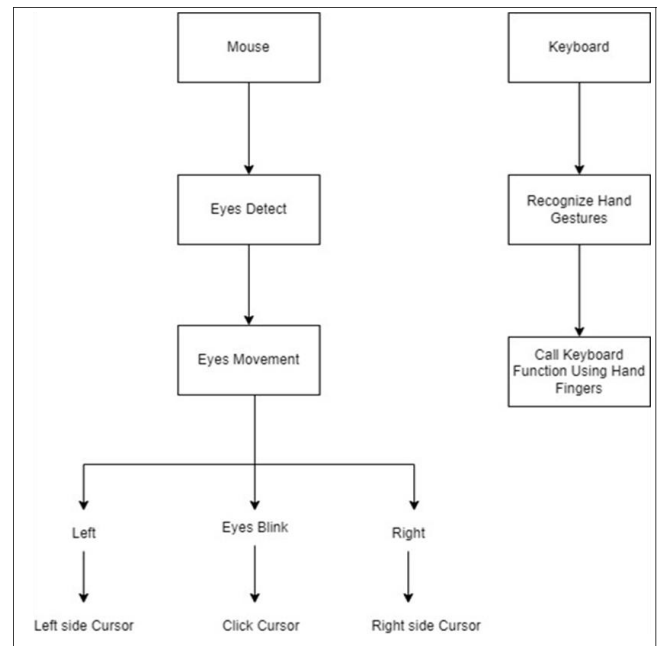 Mouse
Keyboard
Eyes Detect
Recognize Hand
Gestures
Eyes Movement
Call Keyboard
Function Using Hand
Fingers
Left
Eyes Blink
Right
Left side Cursor
Click Cursor
Right side Cursor